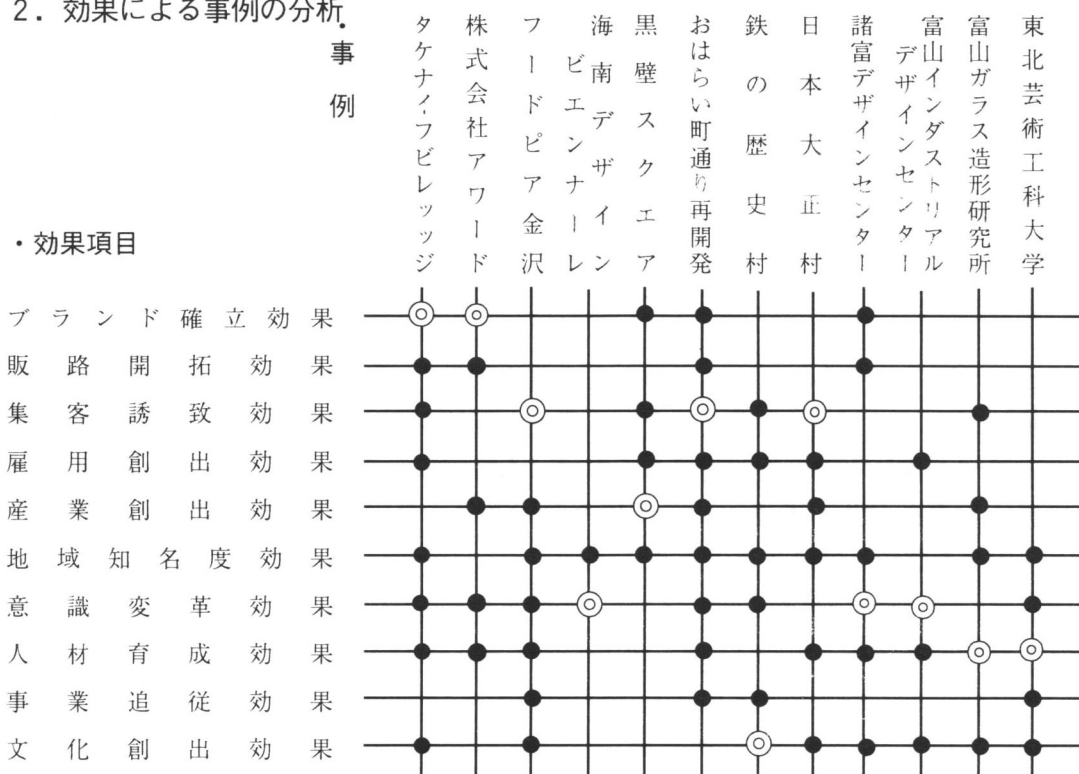 2．効果による事例の分析
・事例
タケナィフビレッジ
株式会社アワード
フードピア金沢
海南デザイン
ビエンナーレ
黒壁スクエア
おはらい町通り再開発
鉄の歴史村
日本大正村
諸富デザインセンター
富山インダストリアル
デザインセンター
富山ガラス造形研究所
東北芸術工科大学
・効果項目
ブランド確立効果
販路開拓効果
集客誘致効果
雇用創出効果
産業創出効果
地域知名度効果
意識変革効果
人材育成効果
事業追従効果
文化創出効果